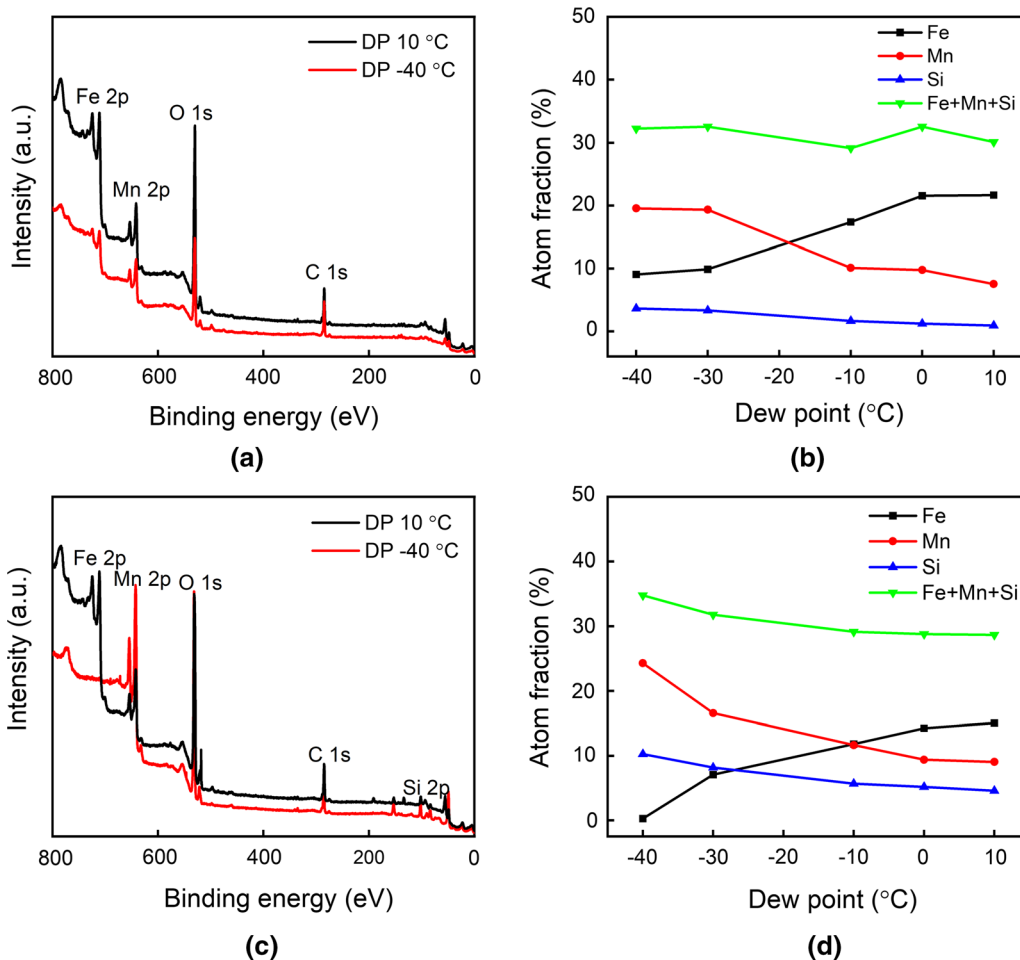 DP 10 °C
DP -40 °C
Fe 2p
O 1s
Mn 2p
C 1s
Intensity (a.u.)
800 600 400 200 0
Binding energy (eV)
(a)
Fe
Mn
Si
Fe+Mn+Si
50
40
30
20
10
0
Atom fraction (%)
-40 -30 -20 -10 0 10
Dew point (°C)
(b)
DP 10 °C
DP -40 °C
Fe 2p
Mn 2p
O 1s
C 1s
Si 2p
Intensity (a.u.)
800 600 400 200 0
Binding energy (eV)
(c)
Fe
Mn
Si
Fe+Mn+Si
50
40
30
20
10
0
Atom fraction (%)
-40 -30 -20 -10 0 10
Dew point (°C)
(d)